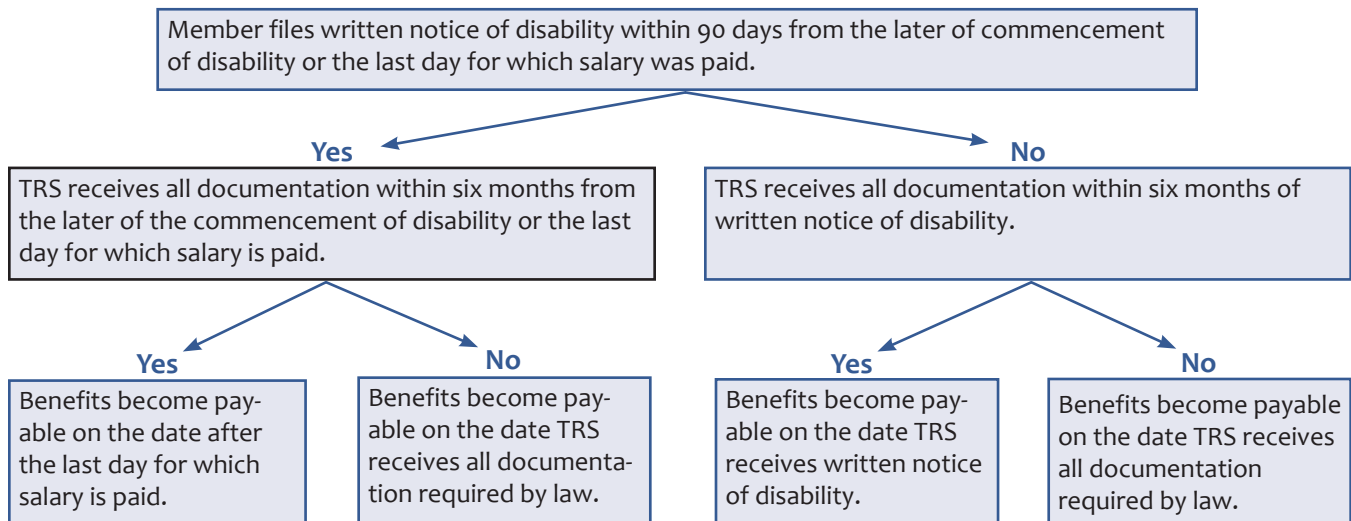 Member files written notice of disability within 90 days from the later of commencement
of disability or the last day for which salary was paid.
Yes
No
TRS receives all documentation within six months from
the later of the commencement of disability or the last
day for which salary is paid.
TRS receives all documentation within six months of
written notice of disability.
Yes
No
Yes
No
Benefits become pay-
able on the date after
the last day for which
salary is paid.
Benefits become pay-
able on the date TRS
receives all documenta-
tion required by law.
Benefits become pay-
able on the date TRS
receives written notice
of disability.
Benefits become payable
on the date TRS receives
all documentation
required by law.